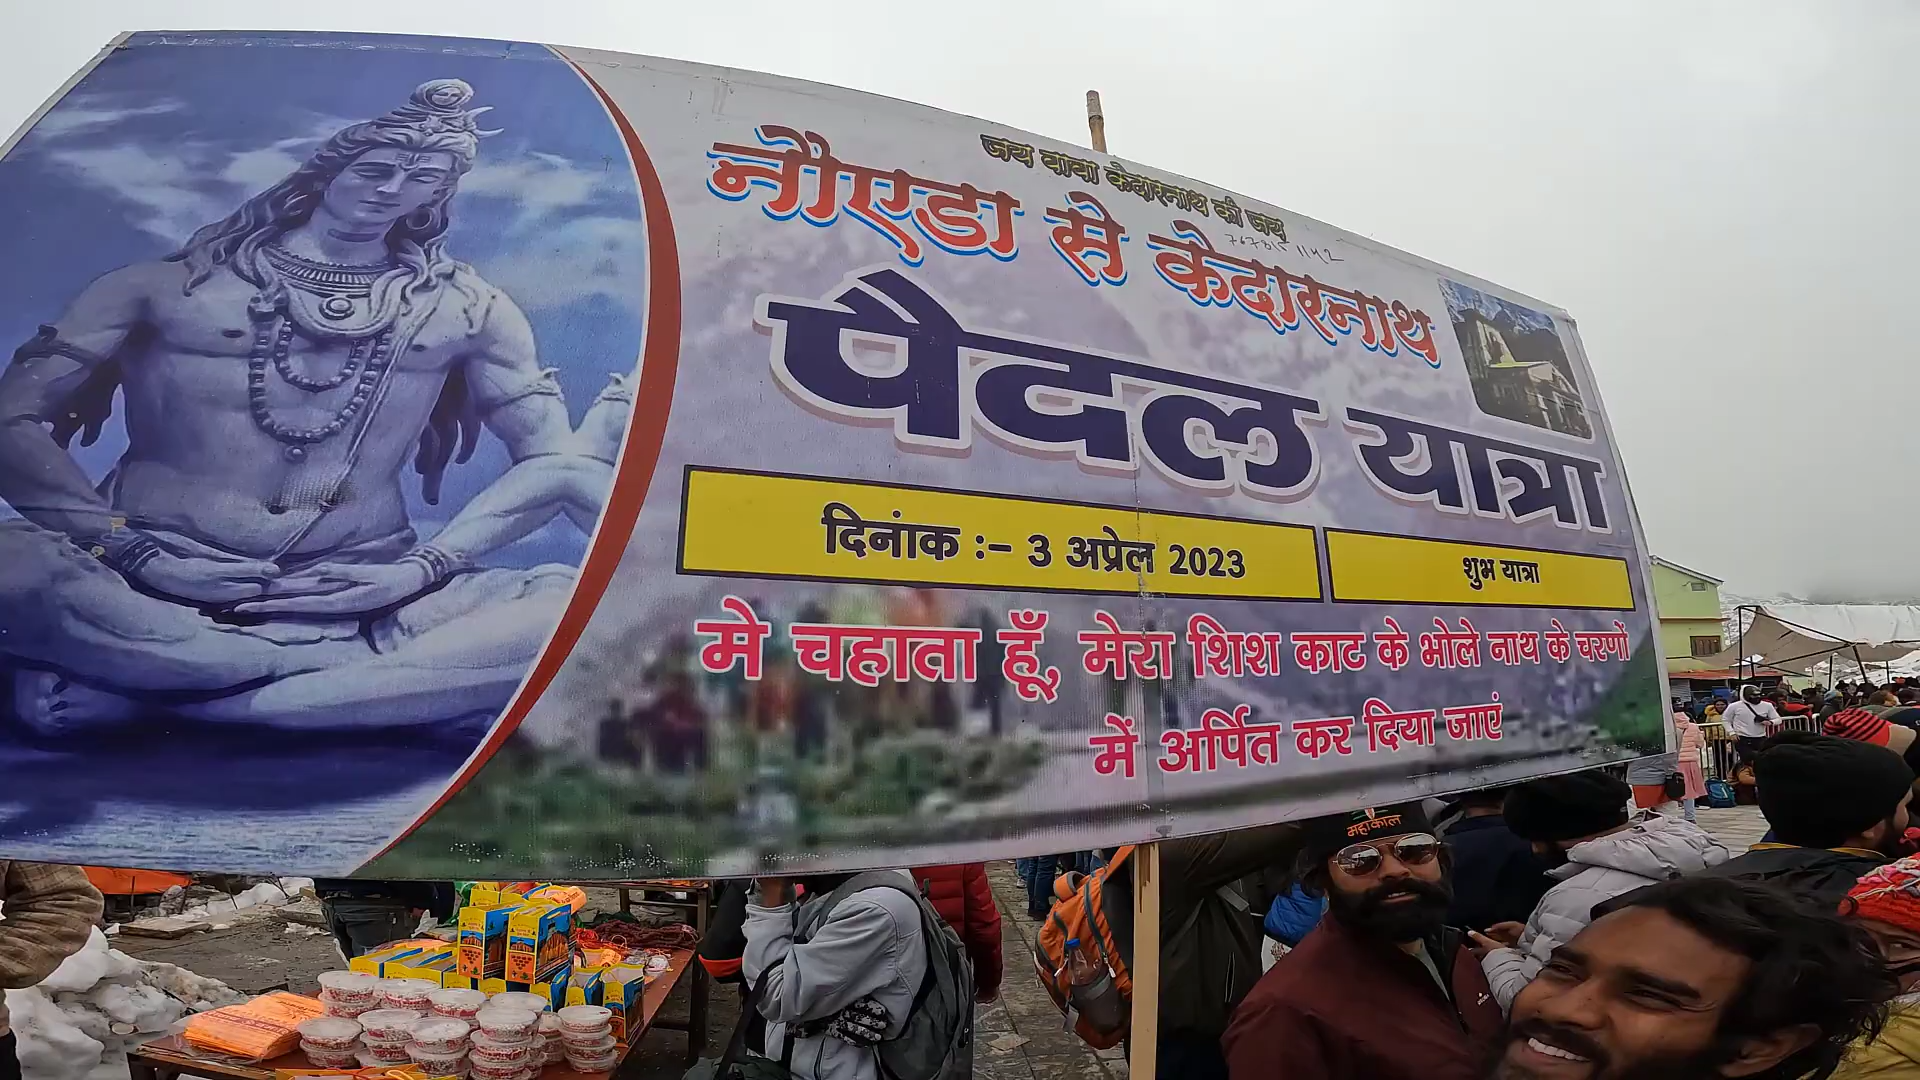 जय बाबा केदारनाथ की जय
नौएडा से केदारनाथ
पैदल यात्रा
दिनांक :– 3 अप्रेल 2023
शुभ यात्रा
मे चहाता हूँ, मेरा शिश काट के भोले नाथ के चरणों
में अर्पित कर दिया जाएं
महाकाल